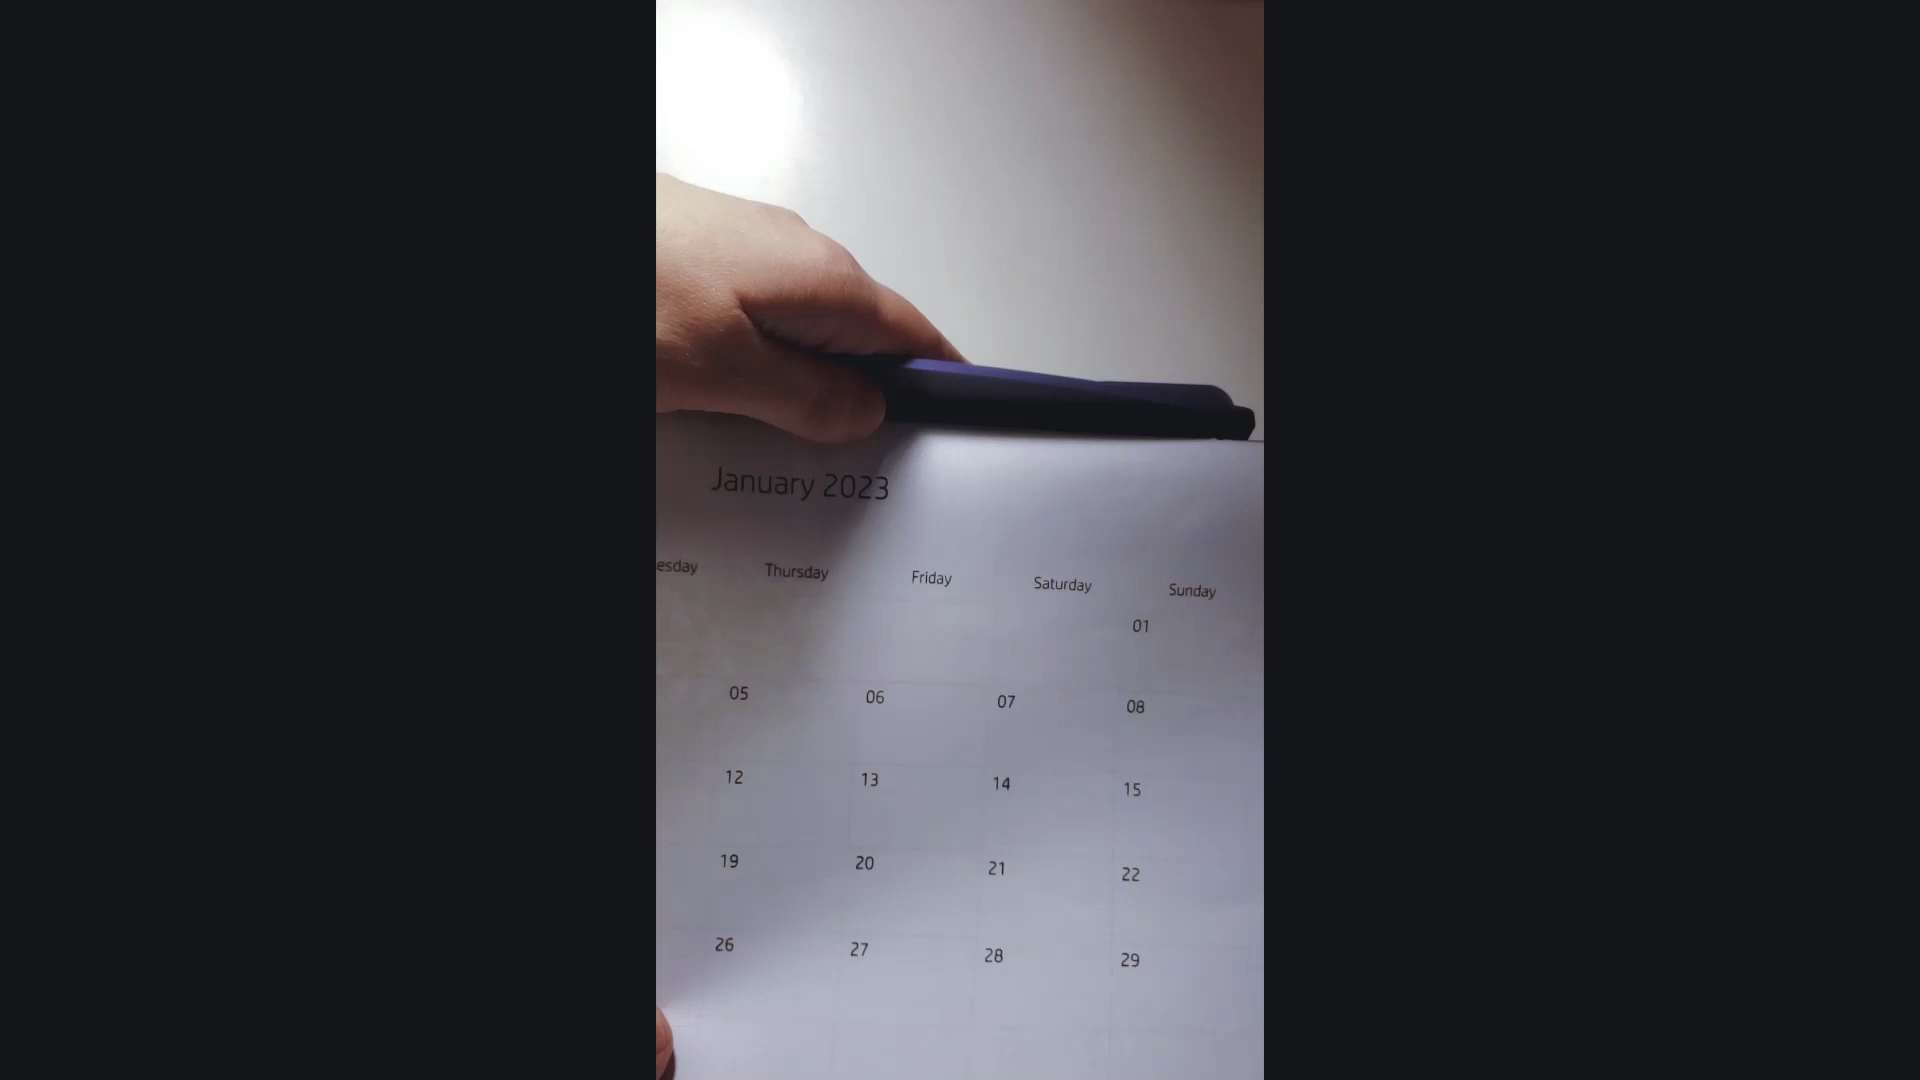 January 2023
esday Thursday Friday Saturday Sunday
01
05 06 07 08
12 13 14 15
19 20 21 22
26 27 28 29